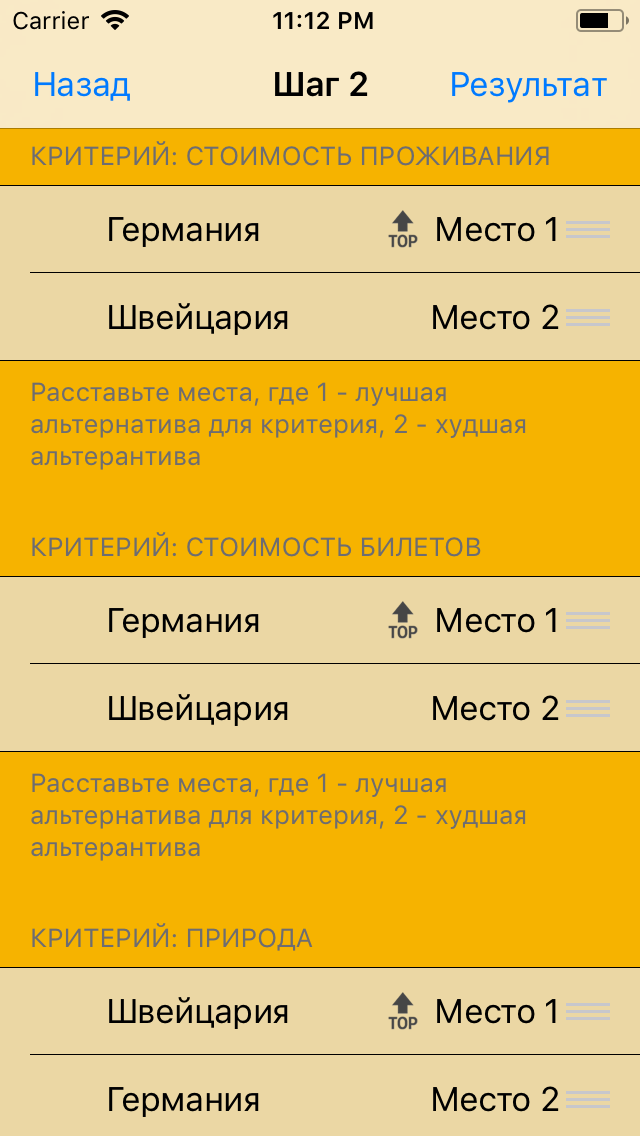 Carrier 11:12 PM
Назад Шаг 2 Результат
КРИТЕРИЙ: СТОИМОСТЬ ПРОЖИВАНИЯ
Германия TOP Место 1
Швейцария Место 2
Расставьте места, где 1 - лучшая
альтернатива для критерия, 2 - худшая
альтерантива
КРИТЕРИЙ: СТОИМОСТЬ БИЛЕТОВ
Германия TOP Место 1
Швейцария Место 2
Расставьте места, где 1 - лучшая
альтернатива для критерия, 2 - худшая
альтерантива
КРИТЕРИЙ: ПРИРОДА
Швейцария TOP Место 1
Германия Место 2